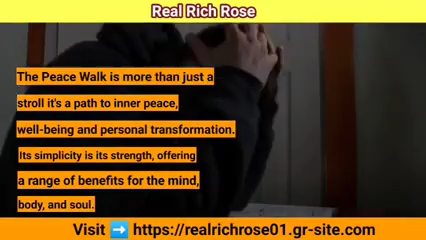 Real Rich Rose
The Peace Walk is more than just a
stroll it's a path to inner peace,
well-being and personal transformation.
Its simplicity is its strength, offering
a range of benefits for the mind,
body, and soul.
Visit ➡️ https://realrichrose01.gr-site.com